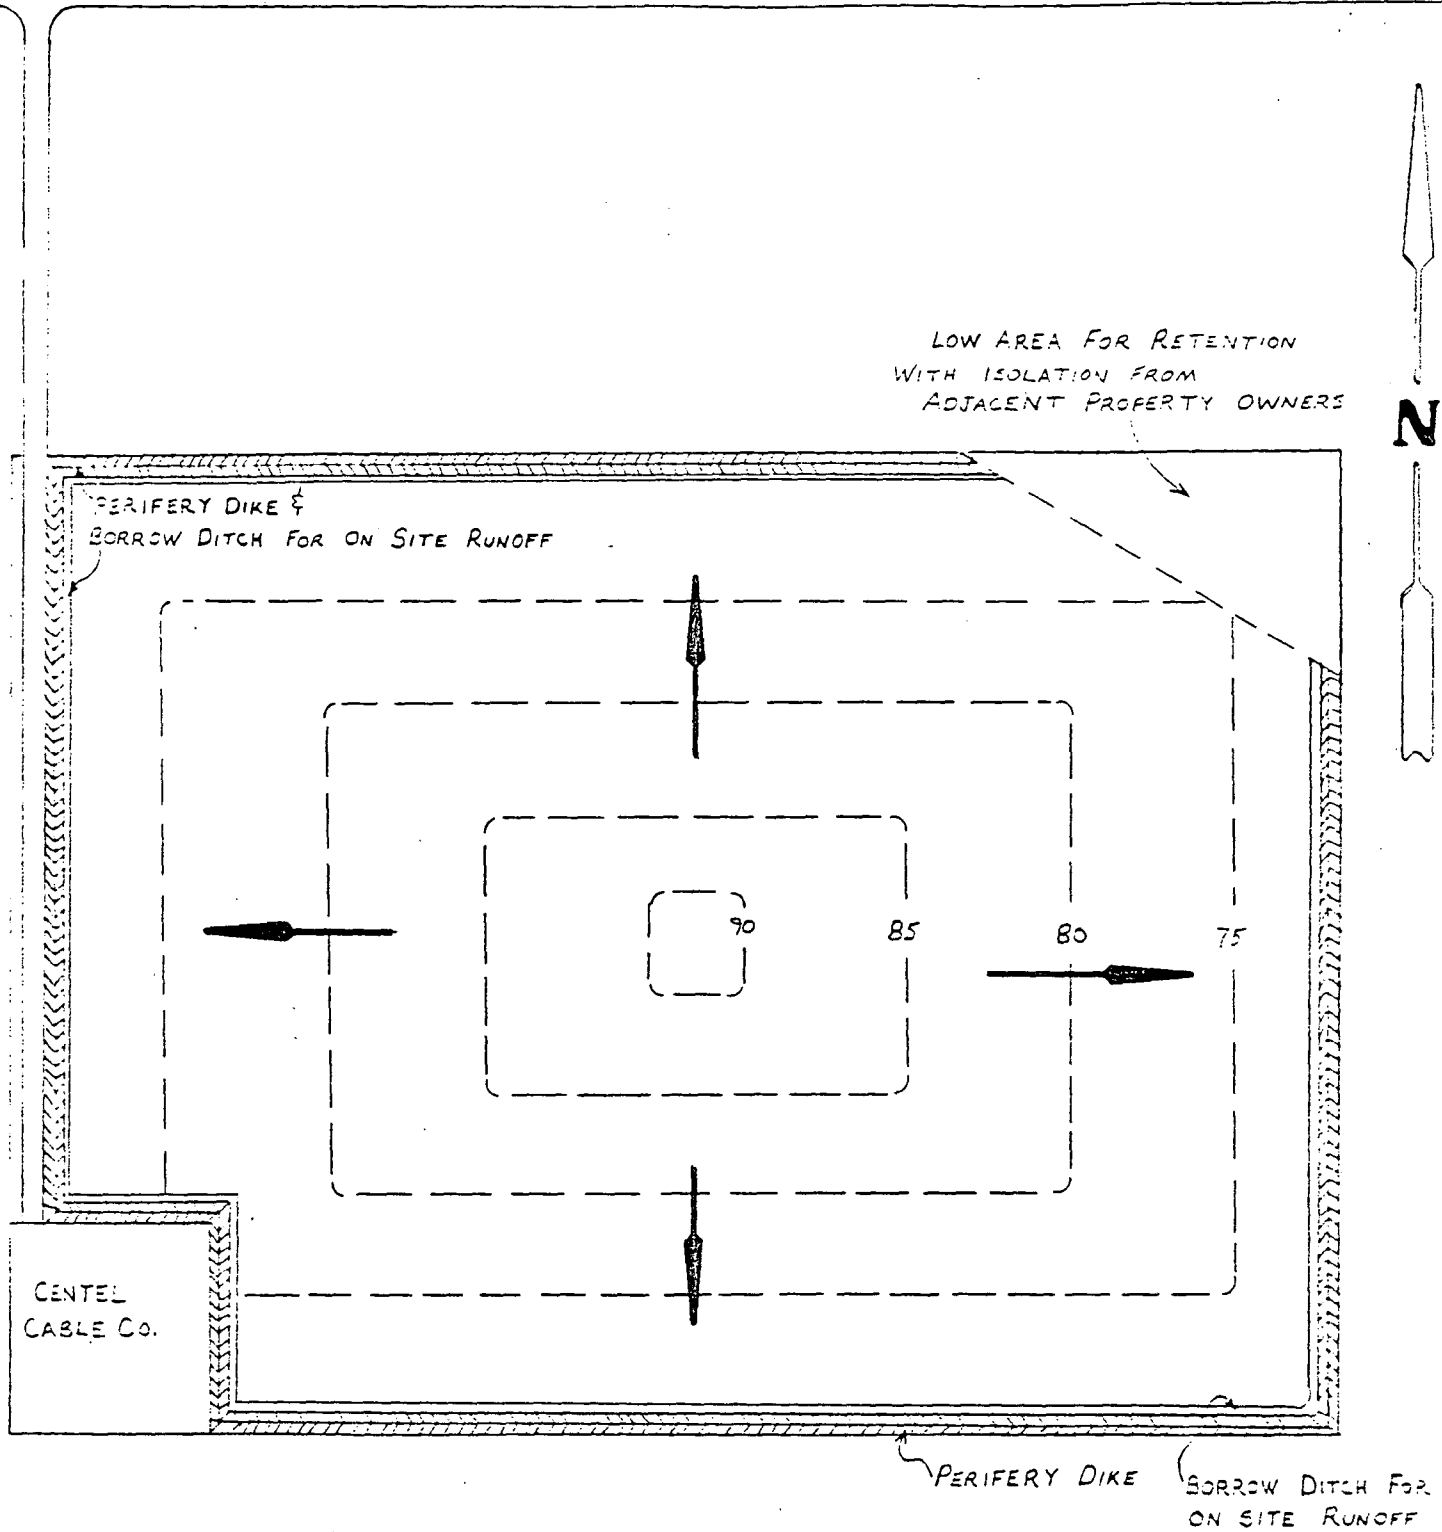 LOW AREA FOR RETENTION
WITH ISOLATION FROM
ADJACENT PROPERTY OWNERS
N
PERIFERY DIKE &
BORROW DITCH FOR ON SITE RUNOFF
90 85 80 75
CENTEL
CABLE CO.
PERIFERY DIKE
BORROW DITCH FOR
ON SITE RUNOFF